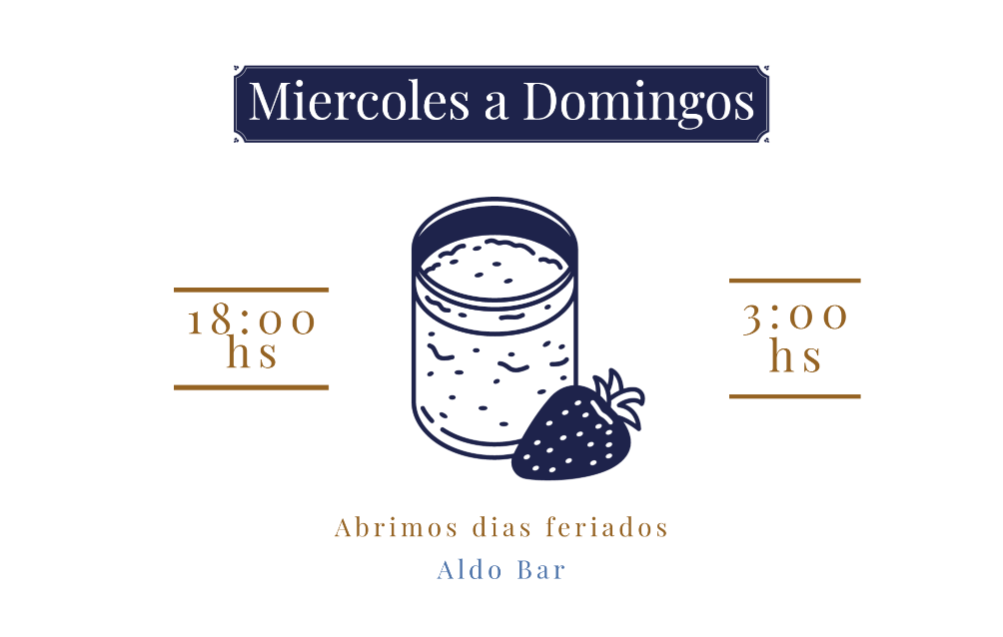 Miercoles a Domingos
18:00
hs
3:00
hs
Abrimos dias feriados
Aldo Bar